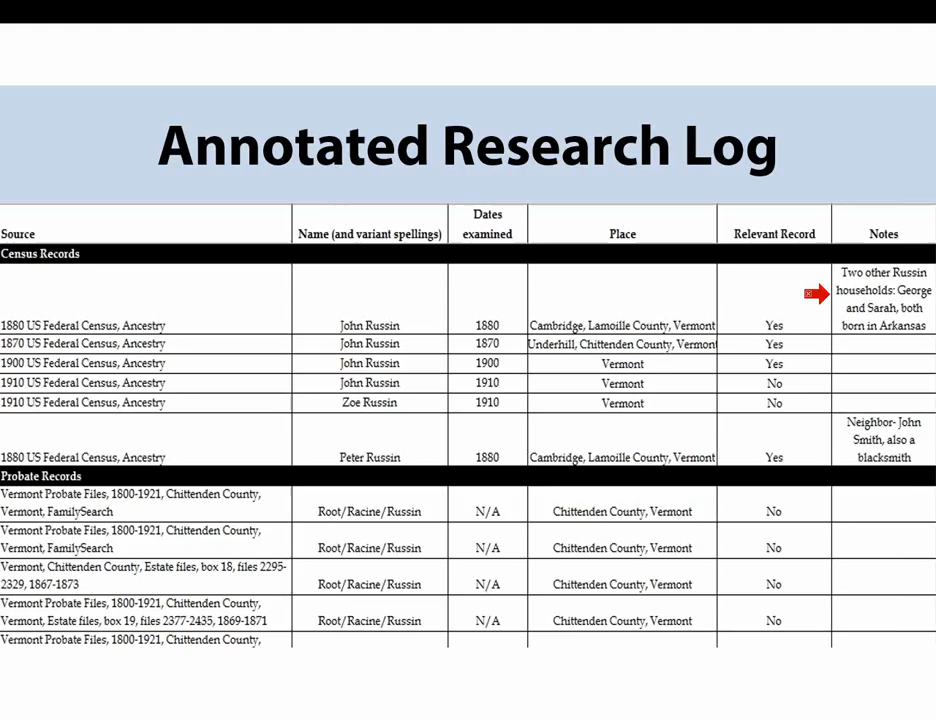 Annotated Research Log
Source Name (and variant spellings) Dates examined Place Relevant Record Notes
Census Records
1880 US Federal Census, Ancestry John Russin 1880 Cambridge, Lamoille County, Vermont Yes Two other Russin households: George and Sarah, both born in Arkansas
1870 US Federal Census, Ancestry John Russin 1870 Underhill, Chittenden County, Vermont Yes
1900 US Federal Census, Ancestry John Russin 1900 Vermont Yes
1910 US Federal Census, Ancestry John Russin 1910 Vermont No
1910 US Federal Census, Ancestry Zoe Russin 1910 Vermont No
1880 US Federal Census, Ancestry Peter Russin 1880 Cambridge, Lamoille County, Vermont Yes Neighbor- John Smith, also a blacksmith
Probate Records
Vermont Probate Files, 1800-1921, Chittenden County,
Vermont, FamilySearch Root/Racine/Russin N/A Chittenden County, Vermont No
Vermont Probate Files, 1800-1921, Chittenden County,
Vermont, FamilySearch Root/Racine/Russin N/A Chittenden County, Vermont No
Vermont, Chittenden County, Estate files, box 18, files 2295-
2329, 1867-1873 Root/Racine/Russin N/A Chittenden County, Vermont No
Vermont Probate Files, 1800-1921, Chittenden County,
Vermont, Estate files, box 19, files 2377-2435, 1869-1871 Root/Racine/Russin N/A Chittenden County, Vermont No
Vermont Probate Files, 1800-1921, Chittenden County,